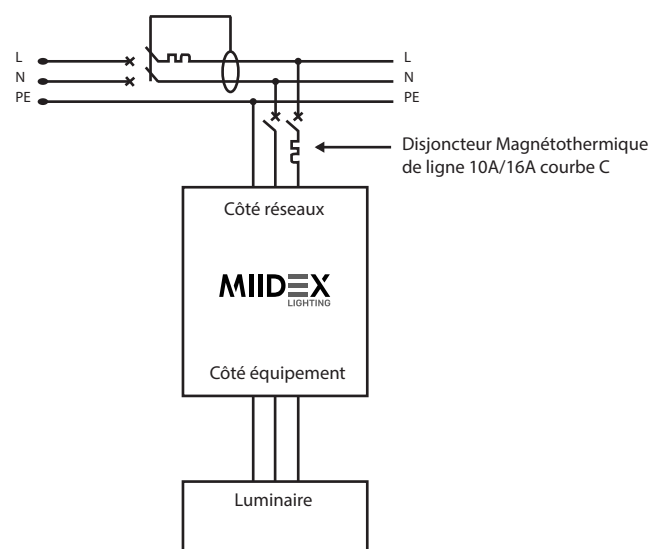 L
L
N
N
PE
PE
Disjoncteur Magnétothermique
de ligne 10A/16A courbe C
Côté réseaux
MIIDEX
LIGHTING
Côté équipement
Luminaire